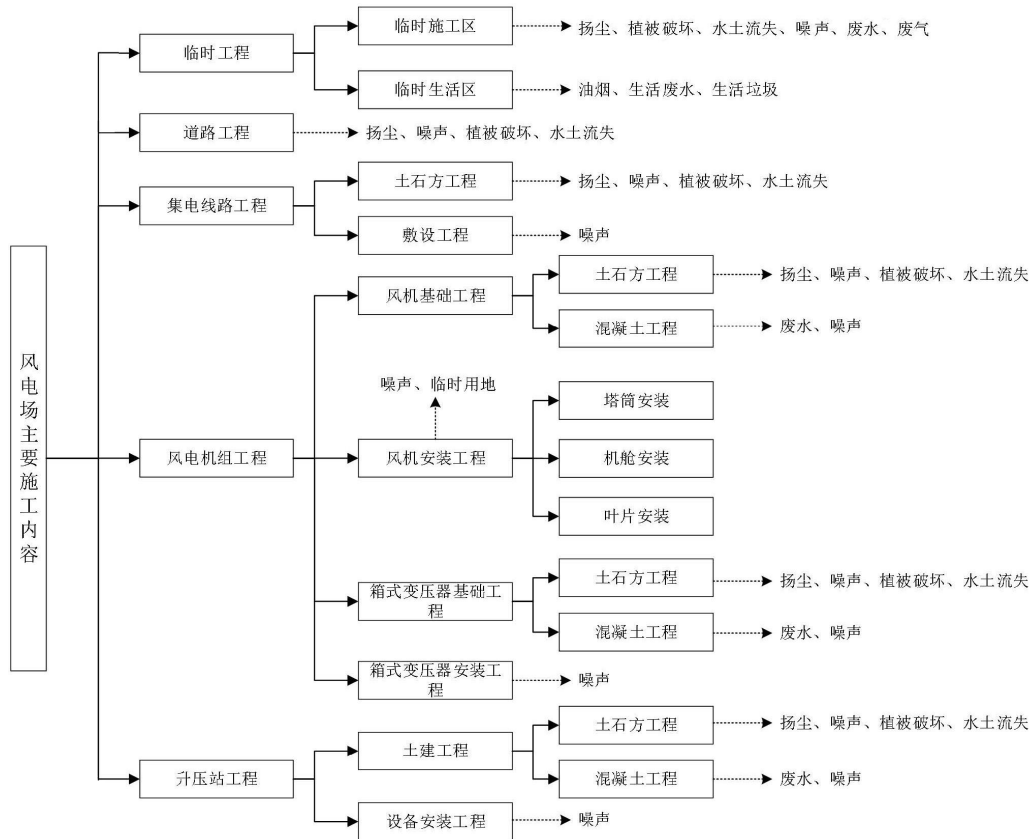 临时施工区
扬尘、植被破坏、水土流失、噪声、废水、废气
临时工程
临时生活区
油烟、生活废水、生活垃圾
道路工程
扬尘、噪声、植被破坏、水土流失
土石方工程
扬尘、噪声、植被破坏、水土流失
集电线路工程
敷设工程
噪声
风机基础工程
土石方工程
扬尘、噪声、植被破坏、水土流失
混凝土工程
废水、噪声
风电场主要施工内容
噪声、临时用地
塔筒安装
风电机组工程
风机安装工程
机舱安装
叶片安装
箱式变压器基础工
程
土石方工程
扬尘、噪声、植被破坏、水土流失
混凝土工程
废水、噪声
箱式变压器安装工
程
噪声
土建工程
土石方工程
扬尘、噪声、植被破坏、水土流失
混凝土工程
废水、噪声
升压站工程
设备安装工程
噪声